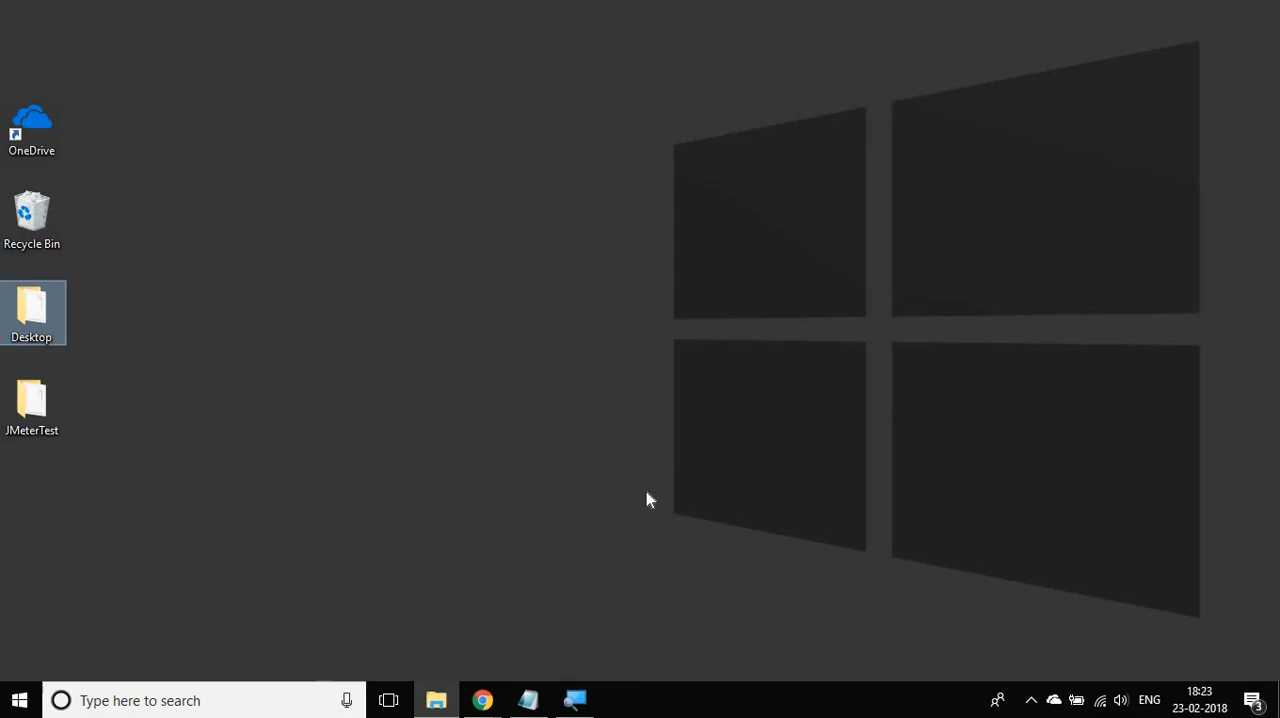 OneDrive
Recycle Bin
Desktop
JMeterTest
Type here to search
ENG
18:23
23-02-2018
3